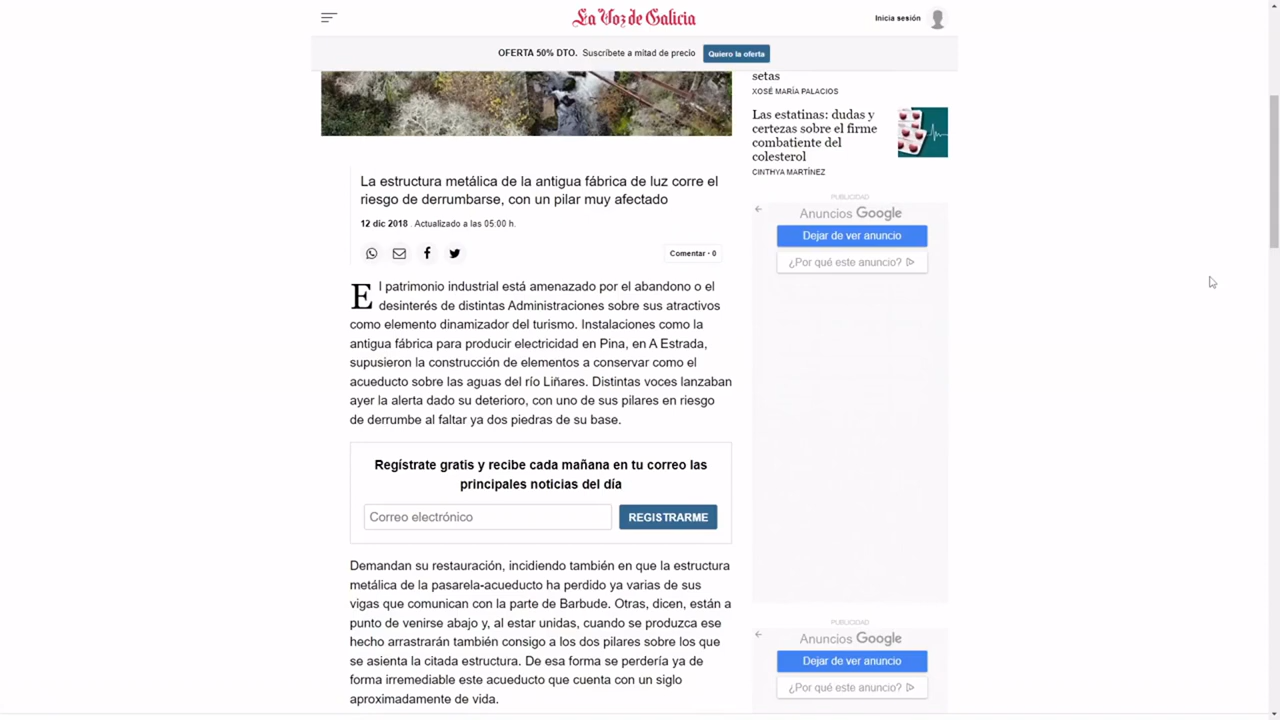 La Voz de Galicia
Inicia sesión
OFERTA 50% DTO. Suscríbete a mitad de precio
Quiero la oferta
La estructura metálica de la antigua fábrica de luz corre el
riesgo de derrumbarse, con un pilar muy afectado
12 dic 2018 . Actualizado a las 05:00 h.
Comentar · 0
El patrimonio industrial está amenazado por el abandono o el
desinterés de distintas Administraciones sobre sus atractivos
como elemento dinamizador del turismo. Instalaciones como la
antigua fábrica para producir electricidad en Pina, en A Estrada,
supusieron la construcción de elementos a conservar como el
acueducto sobre las aguas del río Liñares. Distintas voces lanzaban
ayer la alerta dado su deterioro, con uno de sus pilares en riesgo
de derrumbe al faltar ya dos piedras de su base.
Regístrate gratis y recibe cada mañana en tu correo las
principales noticias del día
Correo electrónico
REGISTRARME
Demandan su restauración, incidiendo también en que la estructura
metálica de la pasarela-acueducto ha perdido ya varias de sus
vigas que comunican con la parte de Barbude. Otras, dicen, están a
punto de venirse abajo y, al estar unidas, cuando se produzca ese
hecho arrastrarán también consigo a los dos pilares sobre los que
se asienta la citada estructura. De esa forma se perdería ya de
forma irremediable este acueducto que cuenta con un siglo
aproximadamente de vida.
setas
XOSÉ MARÍA PALACIOS
Las estatinas: dudas y
certezas sobre el firme
combatiente del
colesterol
CINTHYA MARTÍNEZ
PUBLICIDAD
Anuncios Google
Dejar de ver anuncio
¿Por qué este anuncio?
PUBLICIDAD
Anuncios Google
Dejar de ver anuncio
¿Por qué este anuncio?